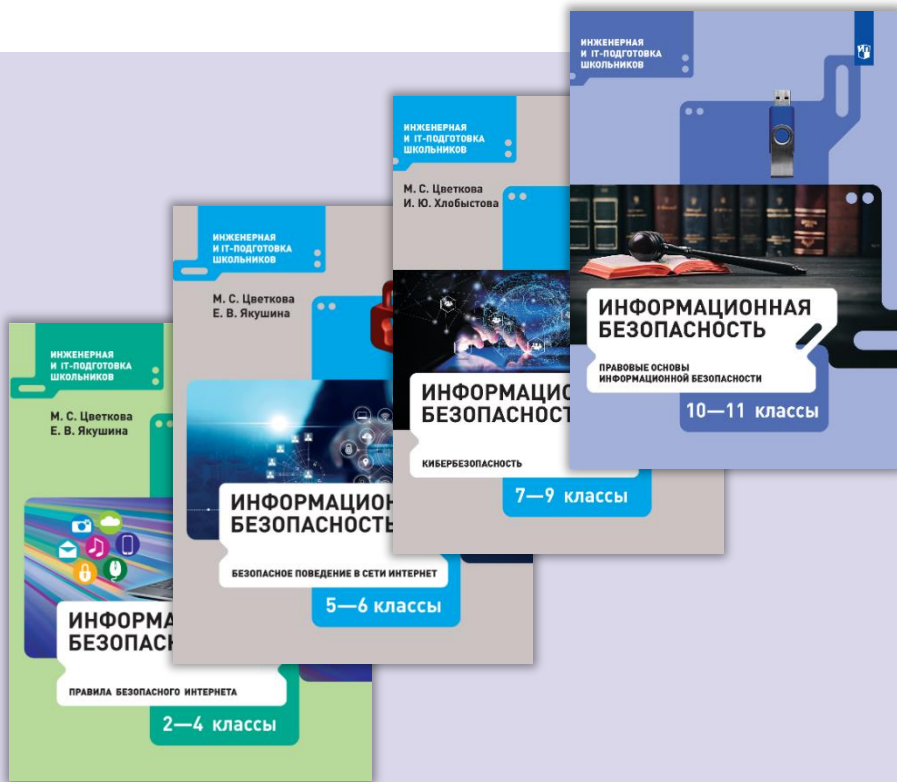 ИНЖЕНЕРНАЯ
И IT-ПОДГОТОВКА
ШКОЛЬНИКОВ
М. С. Цветкова
Е. В. Якушина
ИНФОРМА
БЕЗОПАС
ПРАВИЛА БЕЗОПАСНОГО ИНТЕРНЕТА
2—4 классы
ИНЖЕНЕРНАЯ
И IT-ПОДГОТОВКА
ШКОЛЬНИКОВ
М. С. Цветкова
Е. В. Якушина
ИНФОРМАЦИОН
БЕЗОПАСНОСТЬ
БЕЗОПАСНОЕ ПОВЕДЕНИЕ В СЕТИ ИНТЕРНЕТ
5—6 классы
ИНЖЕНЕРНАЯ
И IT-ПОДГОТОВКА
ШКОЛЬНИКОВ
М. С. Цветкова
И. Ю. Хлобыстова
ИНФОРМАЦИО
БЕЗОПАСНОСТ
КИБЕРБЕЗОПАСНОСТЬ
7—9 классы
ИНЖЕНЕРНАЯ
И IT-ПОДГОТОВКА
ШКОЛЬНИКОВ
ИНФОРМАЦИОННАЯ
БЕЗОПАСНОСТЬ
ПРАВОВЫЕ ОСНОВЫ
ИНФОРМАЦИОННОЙ БЕЗОПАСНОСТИ
10—11 классы